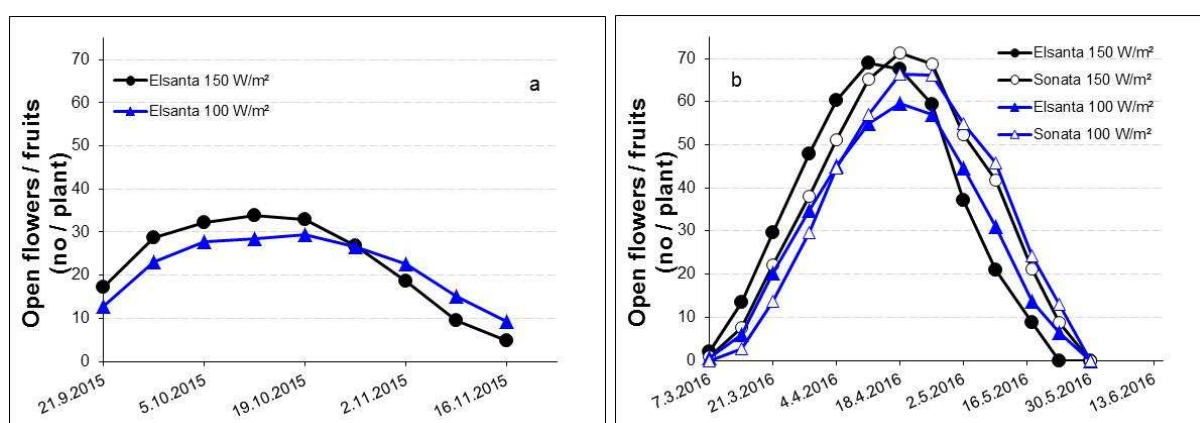 70
60
50
40
30
20
10
0
Open flowers / fruits
(no / plant)
Elsanta 150 W/m²
Elsanta 100 W/m²
a
21.9.2015
5.10.2015
19.10.2015
2.11.2015
16.11.2015
70
60
50
40
30
20
10
0
Open flowers / fruits
(no / plant)
b
Elsanta 150 W/m²
Sonata 150 W/m²
Elsanta 100 W/m²
Sonata 100 W/m²
7.3.2016
21.3.2016
4.4.2016
18.4.2016
2.5.2016
16.5.2016
30.5.2016
13.6.2016